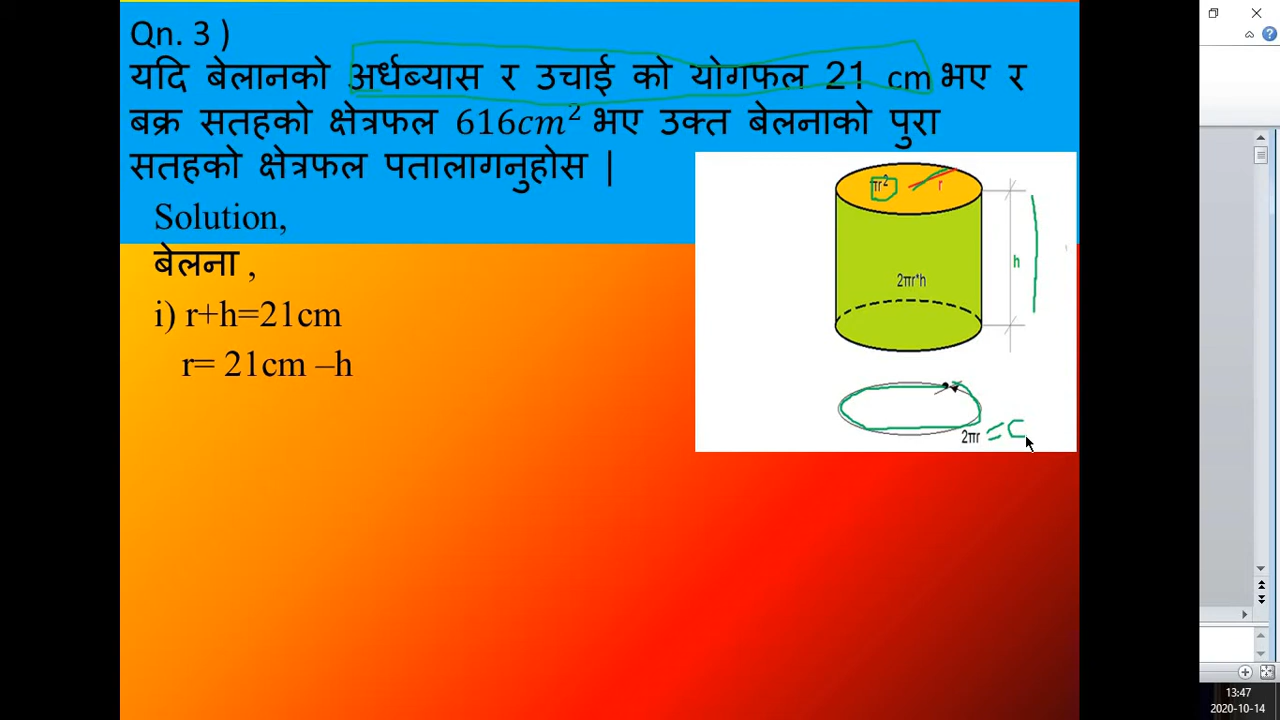 Qn. 3 )
यदि बेलानको अर्धब्यास र उचाई को योगफल 21 cm भए र
बक्र सतहको क्षेत्रफल 616cm² भए उक्त बेलनाको पुरा
सतहको क्षेत्रफल पतालागनुहोस |
Solution,
बेलना ,
i) r+h=21cm
r= 21cm –h
πr²
r
h
2πr*h
2πr = C
13:47
2020-10-14